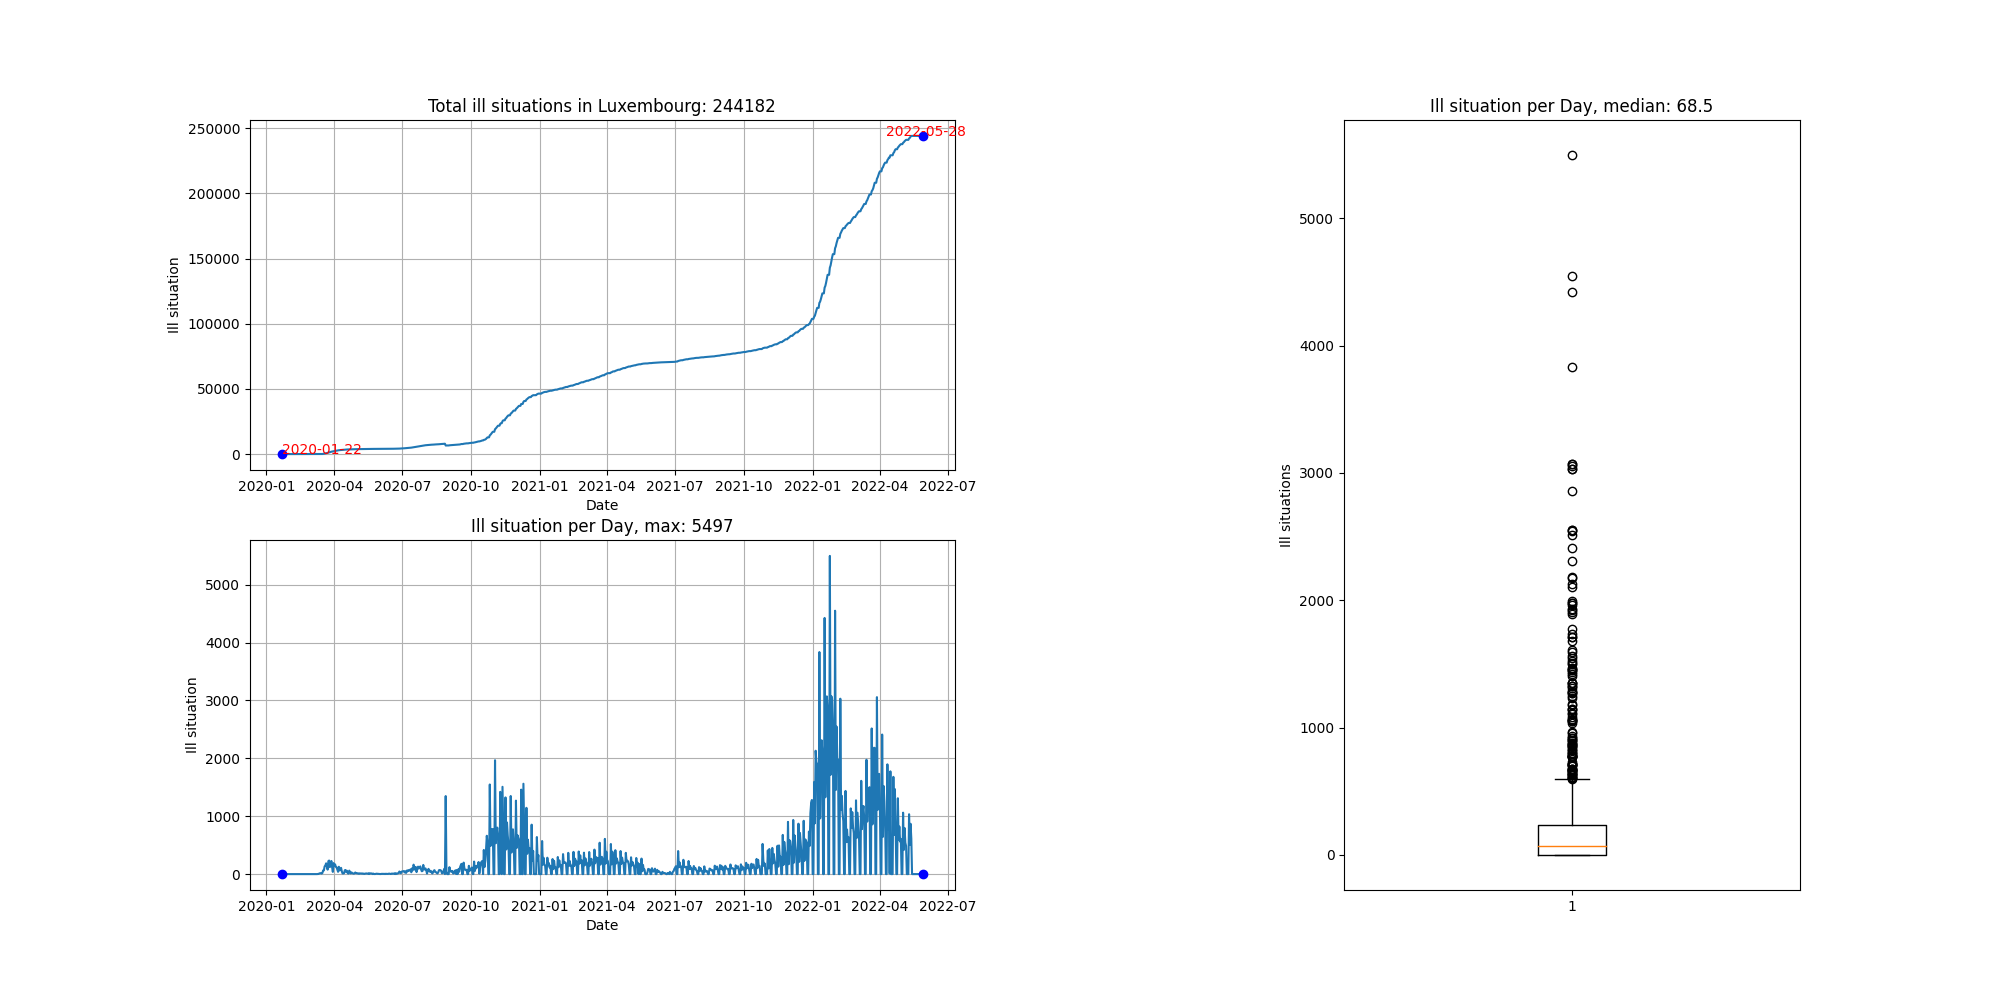 Total ill situations in Luxembourg: 244182
250000
200000
150000
100000
50000
0
Ill situation
2022-05-28
2020-01-22
2020-01 2020-04 2020-07 2020-10 2021-01 2021-04 2021-07 2021-10 2022-01 2022-04 2022-07
Date
Ill situation per Day, max: 5497
5000
4000
3000
2000
1000
0
Ill situation
2020-01 2020-04 2020-07 2020-10 2021-01 2021-04 2021-07 2021-10 2022-01 2022-04 2022-07
Date
Ill situation per Day, median: 68.5
5000
4000
3000
2000
1000
0
Ill situations
1